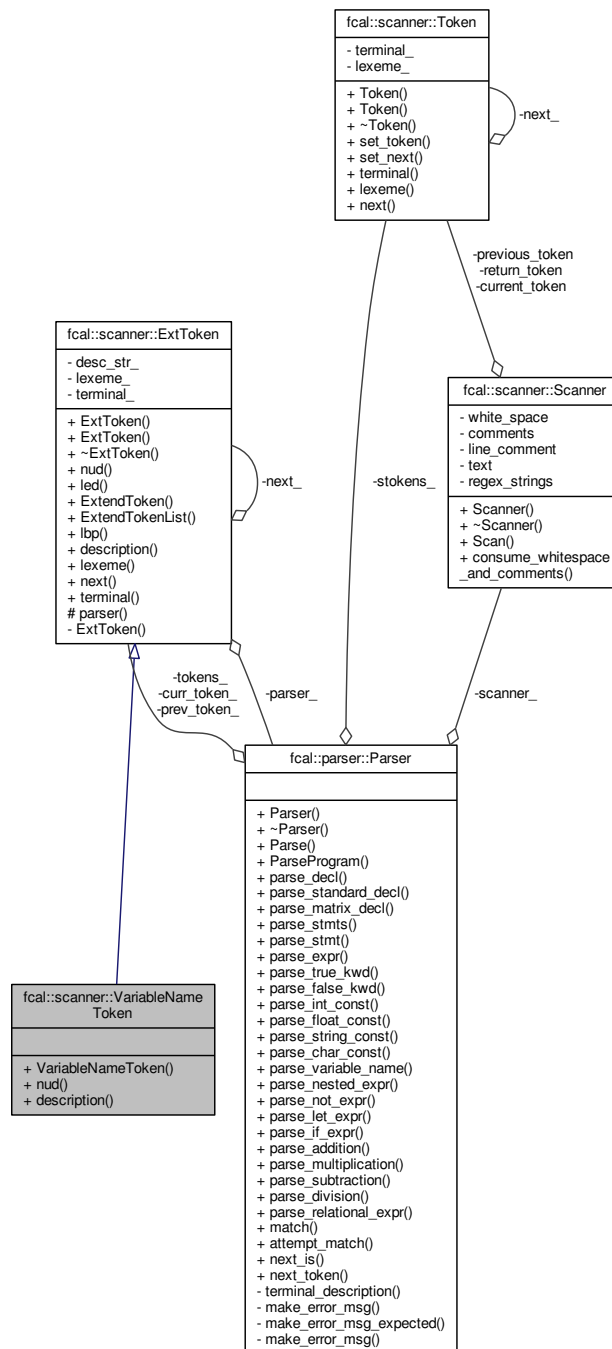 fcal::scanner::Token
- terminal_
- lexeme_
+ Token()
+ Token()
+ ~Token()
+ set_token()
+ set_next()
+ terminal()
+ lexeme()
+ next()
-next_
-previous_token
-return_token
-current_token
fcal::scanner::ExtToken
- desc_str_
- lexeme_
- terminal_
+ ExtToken()
+ ExtToken()
+ ~ExtToken()
+ nud()
+ led()
+ ExtendToken()
+ ExtendTokenList()
+ lbp()
+ description()
+ lexeme()
+ next()
+ terminal()
# parser()
- ExtToken()
-next_
-stokens_
fcal::scanner::Scanner
- white_space
- comments
- line_comment
- text
- regex_strings
+ Scanner()
+ ~Scanner()
+ Scan()
+ consume_whitespace
_and_comments()
-tokens_
-curr_token_
-prev_token_
-parser_
-scanner_
fcal::parser::Parser
+ Parser()
+ ~Parser()
+ Parse()
+ ParseProgram()
+ parse_decl()
+ parse_standard_decl()
+ parse_matrix_decl()
+ parse_stmts()
+ parse_stmt()
+ parse_expr()
+ parse_true_kwd()
+ parse_false_kwd()
+ parse_int_const()
+ parse_float_const()
+ parse_string_const()
+ parse_char_const()
+ parse_variable_name()
+ parse_nested_expr()
+ parse_not_expr()
+ parse_let_expr()
+ parse_if_expr()
+ parse_addition()
+ parse_multiplication()
+ parse_subtraction()
+ parse_division()
+ parse_relational_expr()
+ match()
+ attempt_match()
+ next_is()
+ next_token()
- terminal_description()
- make_error_msg()
- make_error_msg_expected()
- make_error_msg()
fcal::scanner::VariableName
Token
+ VariableNameToken()
+ nud()
+ description()